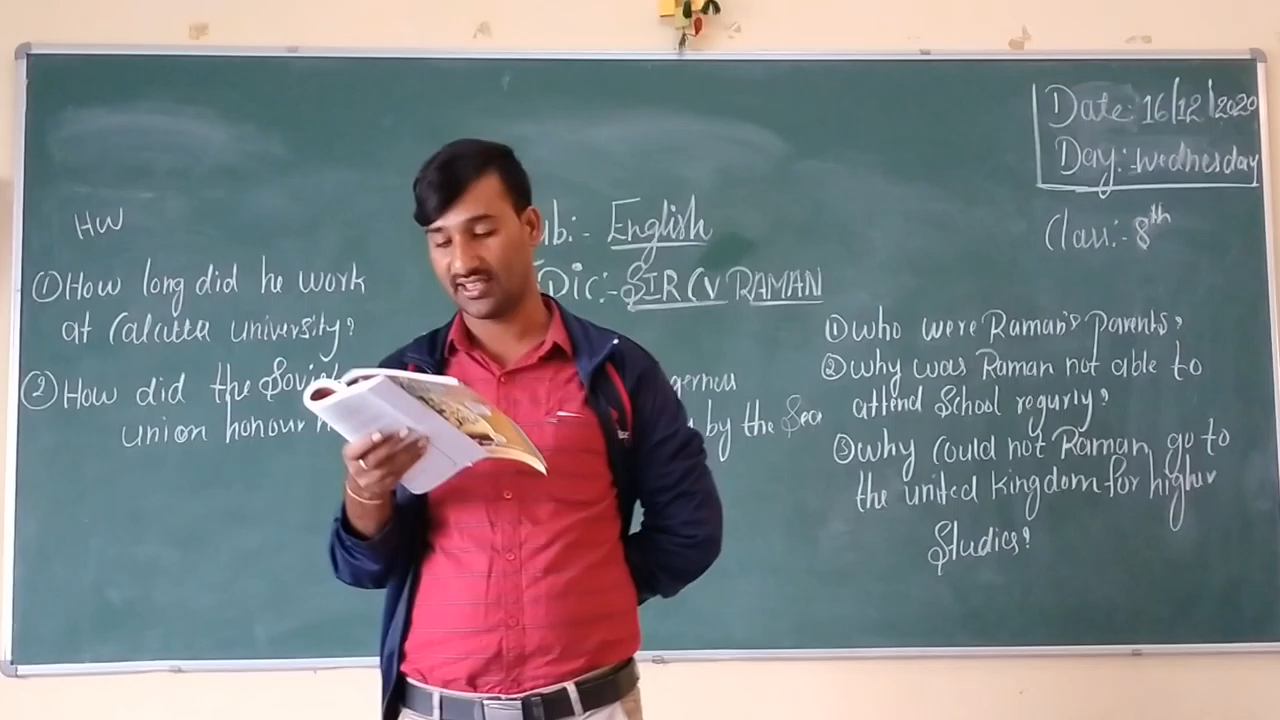 Date: 16/12/2020
Day:- wednesday
Class:- 8th
ub:- English
pic:- SIR CV RAMAN
HW
① How long did he work
at Calcutta university?
② How did the Soviet
union honour h
gerness
by the Sea
① who were Raman's parents?
② why was Raman not able to
attend School regurly?
③ why could not Raman go to
the united kingdom for higher
Studies?